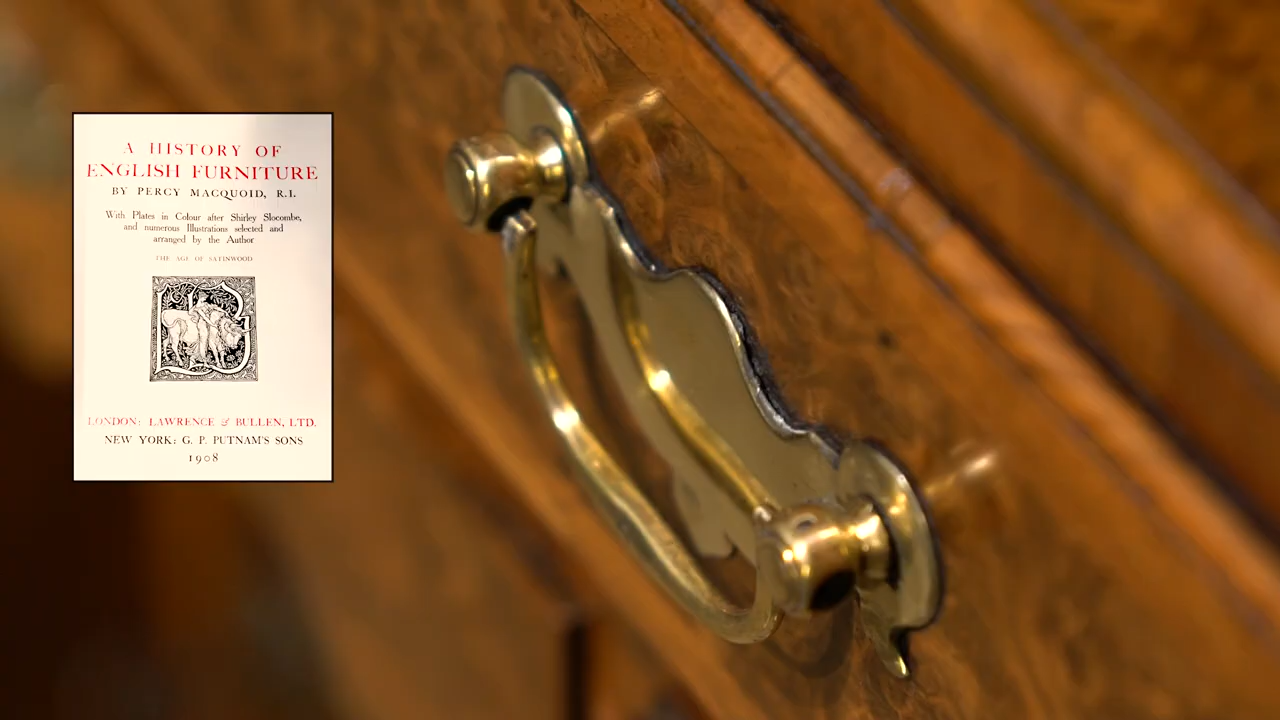 A HISTORY OF
ENGLISH FURNITURE
BY PERCY MACQUOID, R.I.
With Plates in Colour after Shirley Slocombe,
and numerous Illustrations selected and
arranged by the Author
THE AGE OF SATINWOOD
LONDON: LAWRENCE & BULLEN, LTD.
NEW YORK: G. P. PUTNAM'S SONS
1908